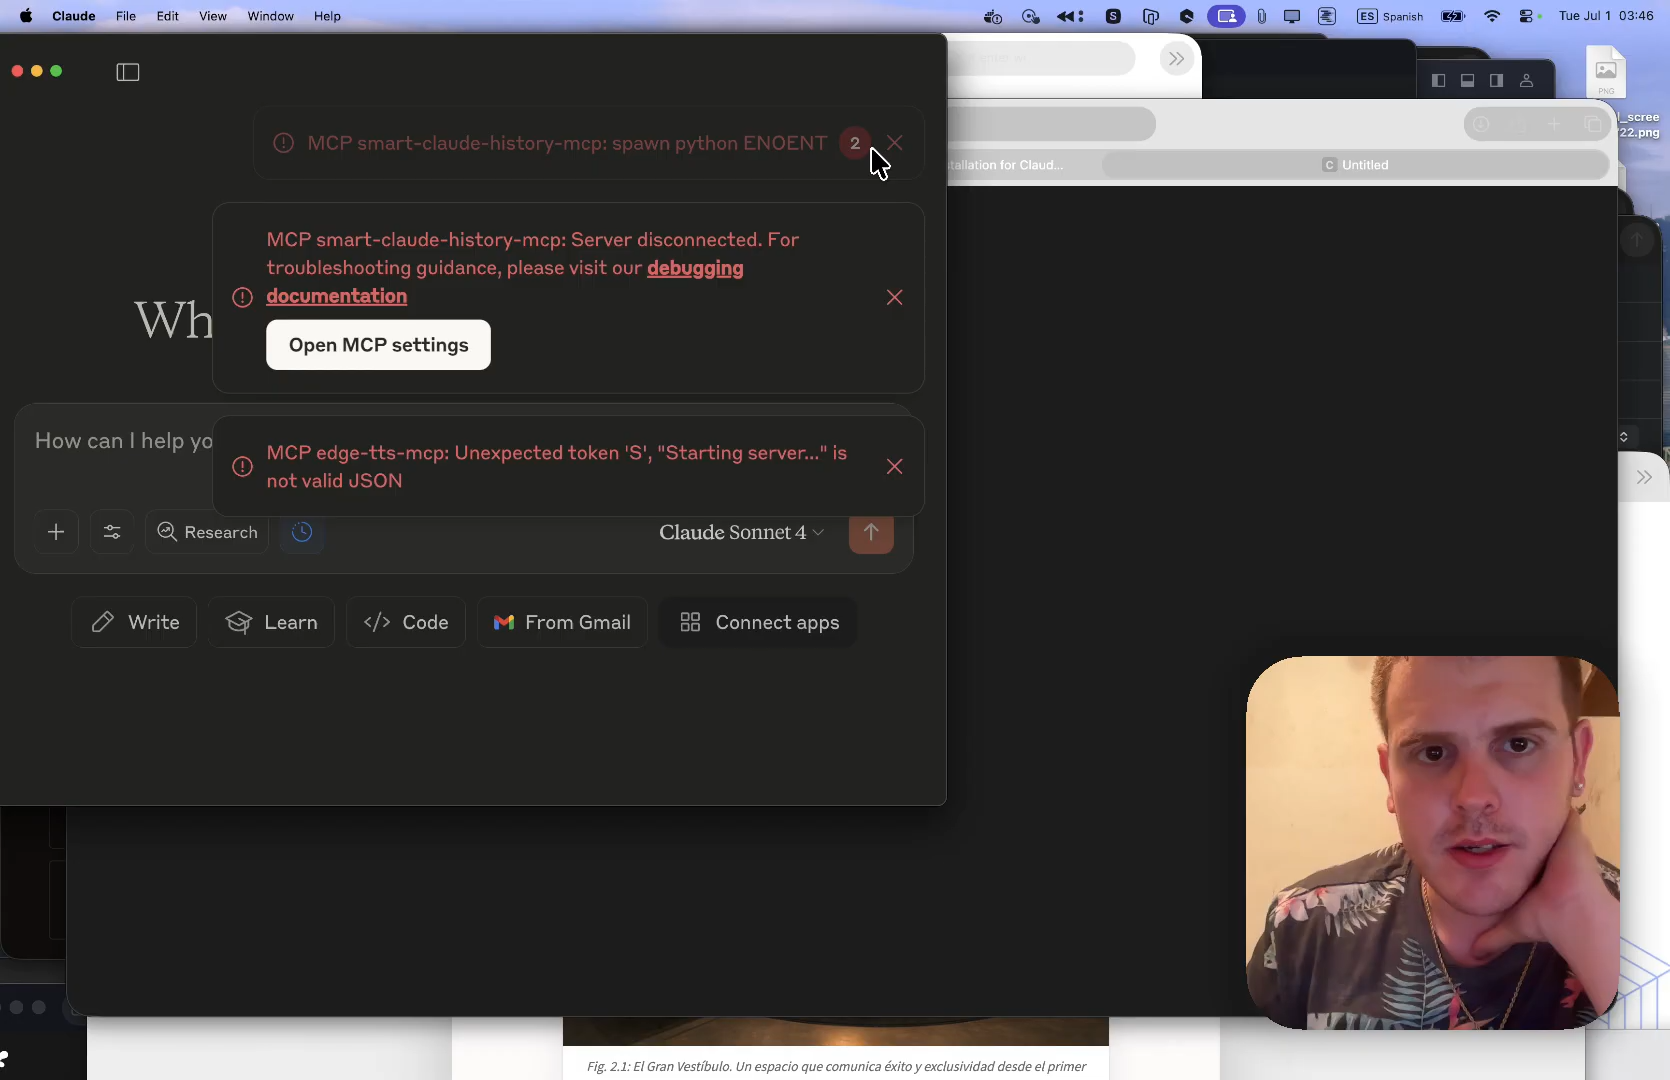 Claude File Edit View Window Help
ES Spanish Tue Jul 1 03:46
PNG
MCP smart-claude-history-mcp: spawn python ENOENT 2
l_scree
'22.png
stallation for Claud...
C Untitled
MCP smart-claude-history-mcp: Server disconnected. For
troubleshooting guidance, please visit our debugging
documentation
Open MCP settings
Wh
How can I help yo
MCP edge-tts-mcp: Unexpected token 'S', "Starting server..." is
not valid JSON
Research
Claude Sonnet 4
Write
Learn
</> Code
From Gmail
Connect apps
Fig. 2.1: El Gran Vestíbulo. Un espacio que comunica éxito y exclusividad desde el primer